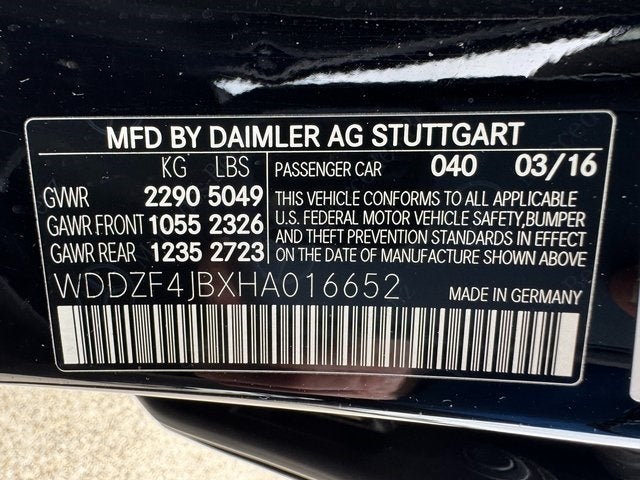 MFD BY DAIMLER AG STUTTGART
KG LBS
GVWR 2290 5049
GAWR FRONT 1055 2326
GAWR REAR 1235 2723
PASSENGER CAR 040 03/16
THIS VEHICLE CONFORMS TO ALL APPLICABLE
U.S. FEDERAL MOTOR VEHICLE SAFETY, BUMPER
AND THEFT PREVENTION STANDARDS IN EFFECT
ON THE DATE OF MANUFACTURE SHOWN ABOVE.
WDDZF4JBXHA016652
MADE IN GERMANY